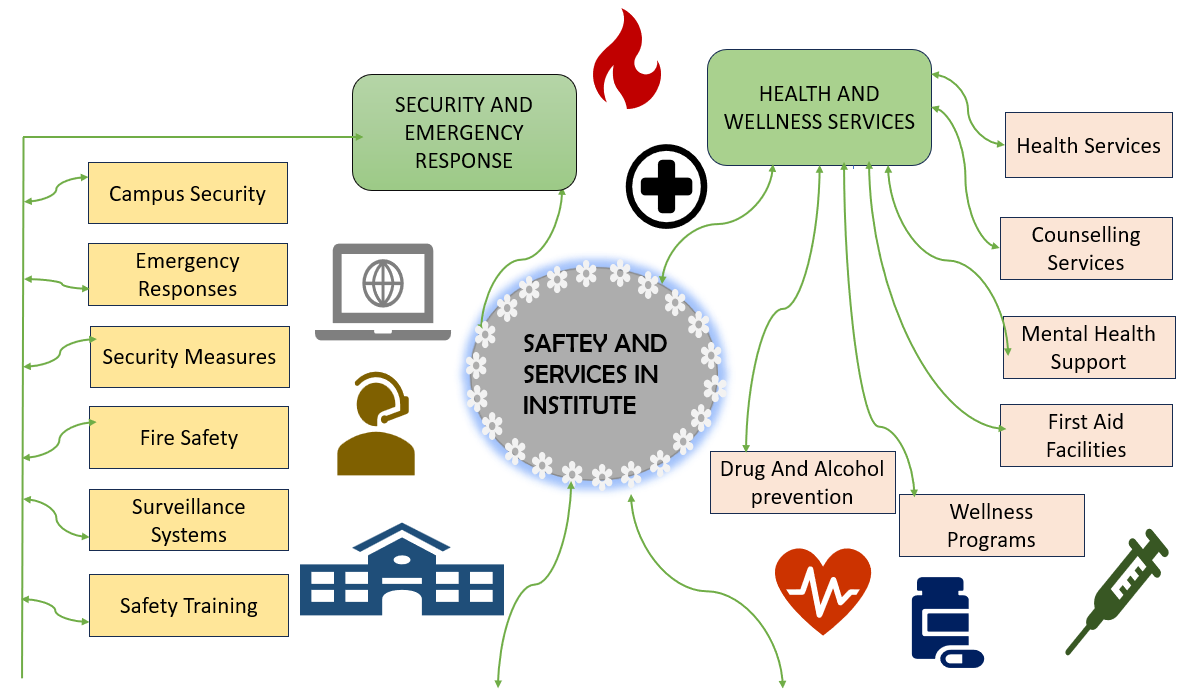 SECURITY AND
EMERGENCY
RESPONSE
HEALTH AND
WELLNESS SERVICES
Campus Security
Emergency
Responses
Security Measures
Fire Safety
Surveillance
Systems
Safety Training
SAFTEY AND
SERVICES IN
INSTITUTE
Health Services
Counselling
Services
Mental Health
Support
First Aid
Facilities
Drug And Alcohol
prevention
Wellness
Programs